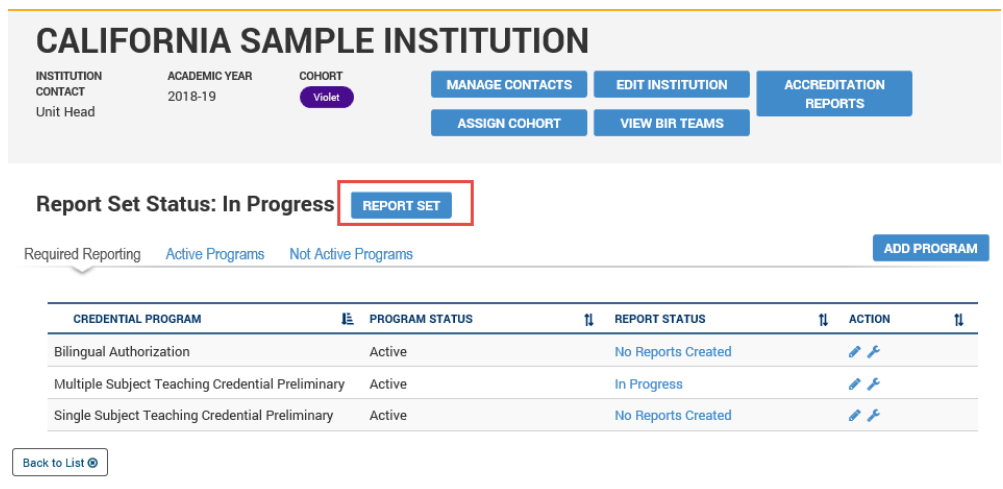 CALIFORNIA SAMPLE INSTITUTION
INSTITUTION CONTACT
Unit Head
ACADEMIC YEAR
2018-19
COHORT
Violet
MANAGE CONTACTS
EDIT INSTITUTION
ACCREDITATION REPORTS
ASSIGN COHORT
VIEW BIR TEAMS
Report Set Status: In Progress REPORT SET
Required Reporting Active Programs Not Active Programs ADD PROGRAM
CREDENTIAL PROGRAM PROGRAM STATUS REPORT STATUS ACTION
Bilingual Authorization Active No Reports Created
Multiple Subject Teaching Credential Preliminary Active In Progress
Single Subject Teaching Credential Preliminary Active No Reports Created
Back to List